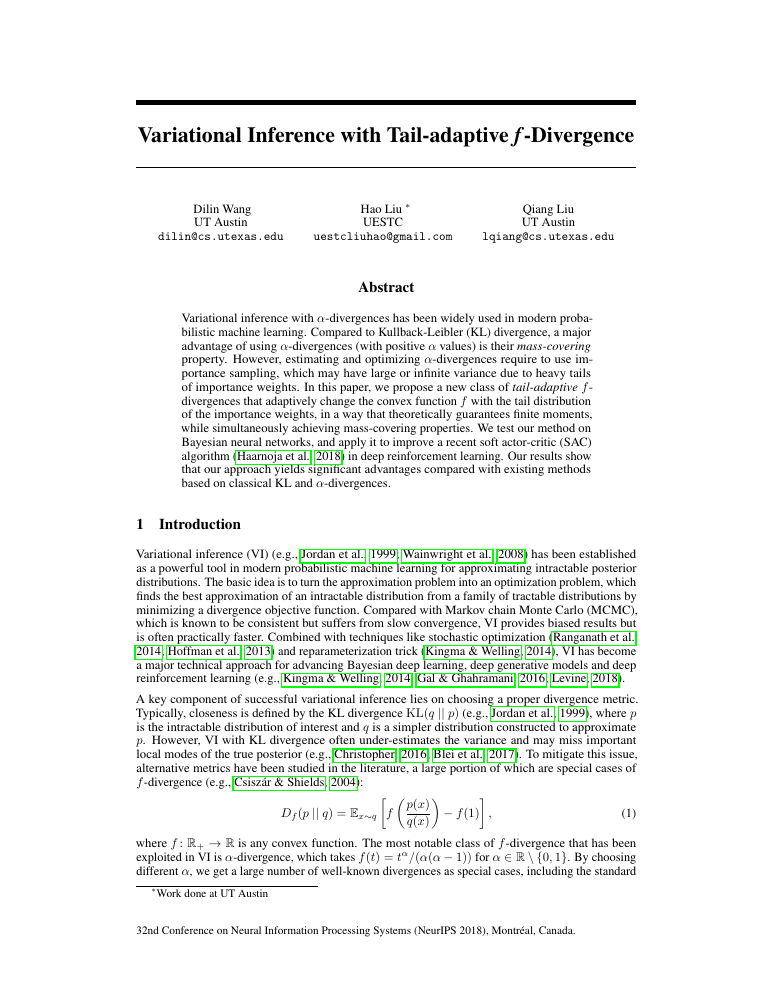 Variational Inference with Tail-adaptive f-Divergence
Dilin Wang
UT Austin
dilin@cs.utexas.edu
Hao Liu *
UESTC
uestcliuhao@gmail.com
Qiang Liu
UT Austin
lqiang@cs.utexas.edu
Abstract
Variational inference with α-divergences has been widely used in modern proba-
bilistic machine learning. Compared to Kullback-Leibler (KL) divergence, a major
advantage of using α-divergences (with positive α values) is their mass-covering
property. However, estimating and optimizing α-divergences require to use im-
portance sampling, which may have large or infinite variance due to heavy tails
of importance weights. In this paper, we propose a new class of tail-adaptive f-
divergences that adaptively change the convex function f with the tail distribution
of the importance weights, in a way that theoretically guarantees finite moments,
while simultaneously achieving mass-covering properties. We test our method on
Bayesian neural networks, and apply it to improve a recent soft actor-critic (SAC)
algorithm (Haarnoja et al., 2018) in deep reinforcement learning. Our results show
that our approach yields significant advantages compared with existing methods
based on classical KL and α-divergences.
1 Introduction
Variational inference (VI) (e.g., Jordan et al., 1999; Wainwright et al., 2008) has been established
as a powerful tool in modern probabilistic machine learning for approximating intractable posterior
distributions. The basic idea is to turn the approximation problem into an optimization problem, which
finds the best approximation of an intractable distribution from a family of tractable distributions by
minimizing a divergence objective function. Compared with Markov chain Monte Carlo (MCMC),
which is known to be consistent but suffers from slow convergence, VI provides biased results but
is often practically faster. Combined with techniques like stochastic optimization (Ranganath et al.,
2014; Hoffman et al., 2013) and reparameterization trick (Kingma & Welling, 2014), VI has become
a major technical approach for advancing Bayesian deep learning, deep generative models and deep
reinforcement learning (e.g., Kingma & Welling, 2014; Gal & Ghahramani, 2016; Levine, 2018).
A key component of successful variational inference lies on choosing a proper divergence metric.
Typically, closeness is defined by the KL divergence KL(q || p) (e.g., Jordan et al., 1999), where p
is the intractable distribution of interest and q is a simpler distribution constructed to approximate
p. However, VI with KL divergence often under-estimates the variance and may miss important
local modes of the true posterior (e.g., Christopher, 2016; Blei et al., 2017). To mitigate this issue,
alternative metrics have been studied in the literature, a large portion of which are special cases of
f-divergence (e.g., Csiszár & Shields, 2004):
D_f(p || q) = 𝔼_{x∼q} [ f ( p(x) / q(x) ) − f(1) ] , (1)
where f : ℝ₊ → ℝ is any convex function. The most notable class of f-divergence that has been
exploited in VI is α-divergence, which takes f(t) = t^α/(α(α − 1)) for α ∈ ℝ \ {0, 1}. By choosing
different α, we get a large number of well-known divergences as special cases, including the standard
*Work done at UT Austin
32nd Conference on Neural Information Processing Systems (NeurIPS 2018), Montréal, Canada.